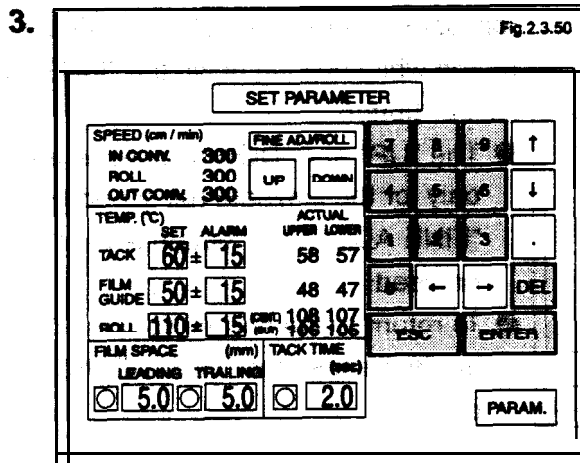 3.
Fig.2.3.50
SET PARAMETER
SPEED (cm / min) FINE ADJ/ROLL
IN CONV. 300
ROLL 300 UP DOWN
OUT CONV. 300
7 8 9 ↑
4 5 6 ↓
3 .
← → DEL
ESC ENTER
TEMP. (°C) ACTUAL
SET ALARM UPPER LOWER
TACK 60 ± 15 58 57
FILM
GUIDE 50 ± 15 48 47
ROLL 110 ± 15 (CENT.) 108 107
106 105
FILM SPACE (mm) TACK TIME
LEADING TRAILING (sec)
5.0 5.0 2.0
PARAM.